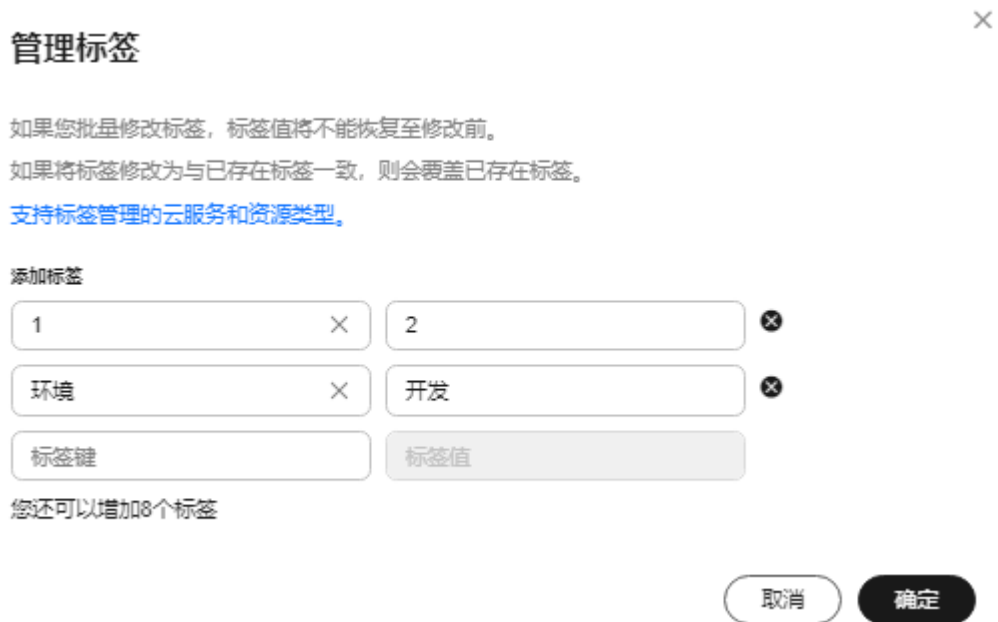 管理标签
如果您批量修改标签，标签值将不能恢复至修改前。
如果将标签修改为与已存在标签一致，则会覆盖已存在标签。
支持标签管理的云服务和资源类型。
添加标签
1 2
环境 开发
标签键 标签值
您还可以增加8个标签
取消 确定